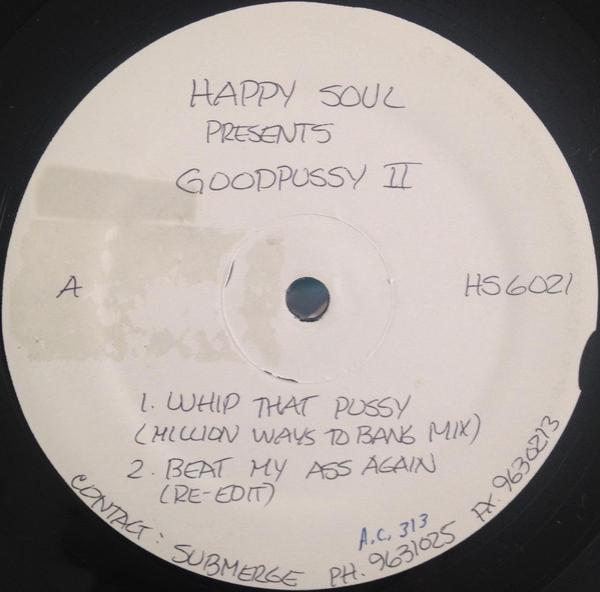 HAPPY SOUL
PRESENTS
GOODPUSSY II
A
HS6021
1. WHIP THAT PUSSY
(MILLION WAYS TO BANG MIX)
2. BEAT MY ASS AGAIN
(RE-EDIT)
A.C. 313
CONTACT: SUBMERGE PH. 9631025 FX. 9630213